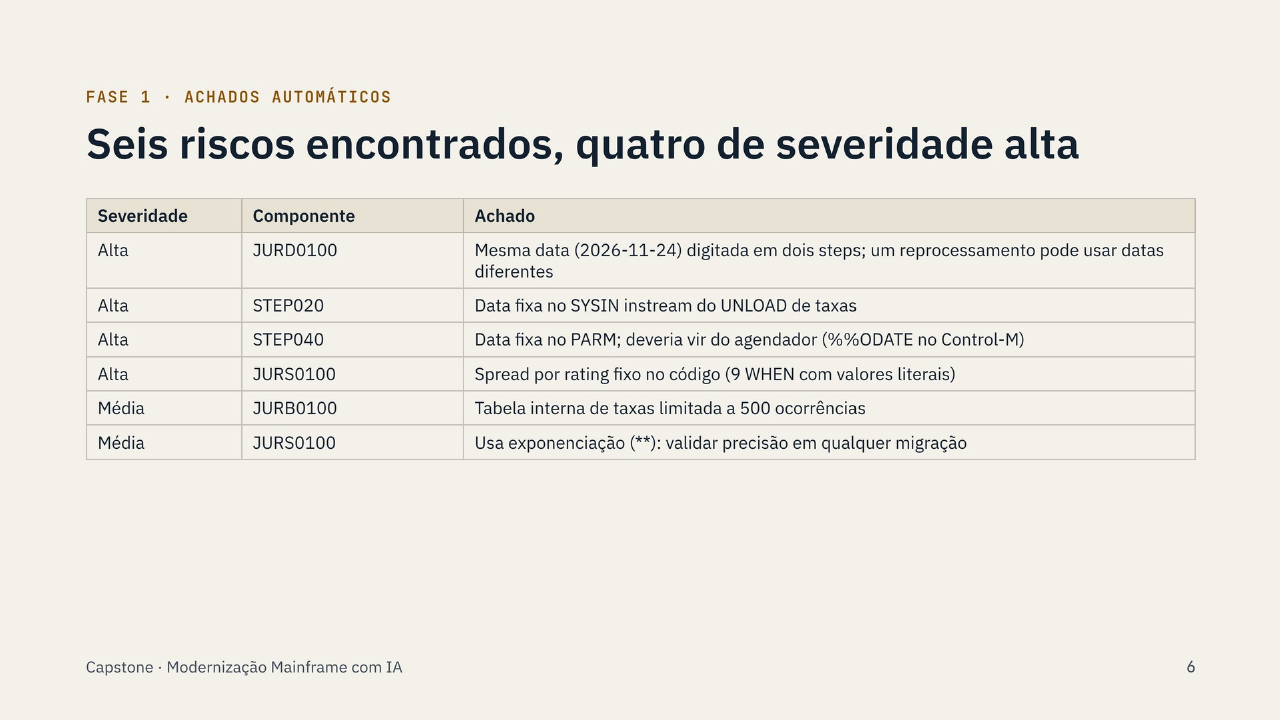 FASE 1 · ACHADOS AUTOMÁTICOS
Seis riscos encontrados, quatro de severidade alta
Severidade Componente Achado
Alta JURD0100 Mesma data (2026-11-24) digitada em dois steps; um reprocessamento pode usar datas
diferentes
Alta STEP020 Data fixa no SYSIN instream do UNLOAD de taxas
Alta STEP040 Data fixa no PARM; deveria vir do agendador (%%ODATE no Control-M)
Alta JURS0100 Spread por rating fixo no código (9 WHEN com valores literais)
Média JURB0100 Tabela interna de taxas limitada a 500 ocorrências
Média JURS0100 Usa exponenciação (**): validar precisão em qualquer migração
Capstone · Modernização Mainframe com IA
6